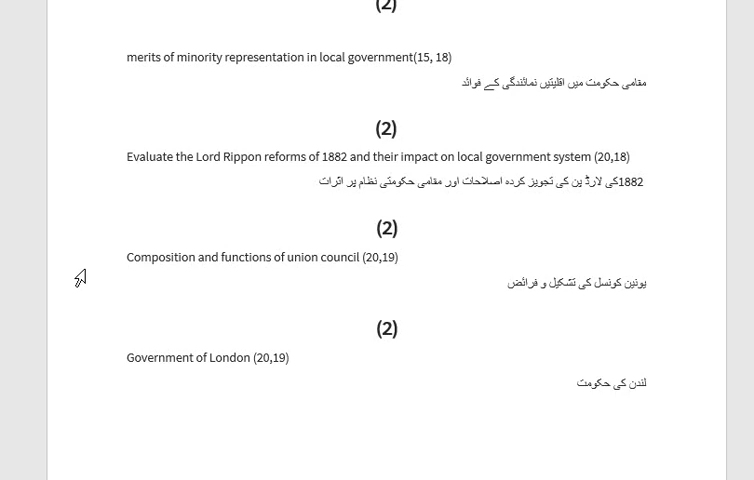 (2)
merits of minority representation in local government(15, 18)
مقامی حکومت میں اقلیتیں نمائندگی کے فوائد
(2)
Evaluate the Lord Rippon reforms of 1882 and their impact on local government system (20,18)
1882کی لارڈ پن کی تجویز کردہ اصلاحات اور مقامی حکومتی نظام پر اثرات
(2)
Composition and functions of union council (20,19)
یونین کونسل کی تشکیل و فرائض
(2)
Government of London (20,19)
لندن کی حکومت